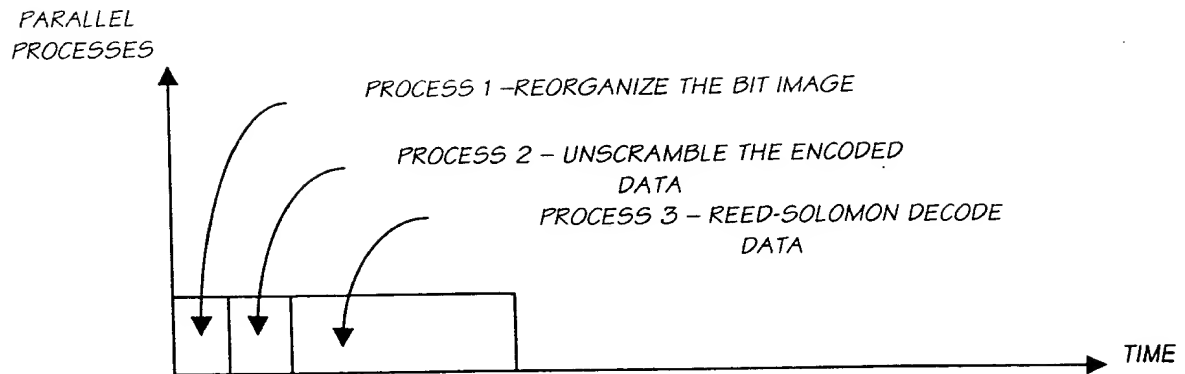 PARALLEL
PROCESSES
PROCESS 1 –REORGANIZE THE BIT IMAGE
PROCESS 2 – UNSCRAMBLE THE ENCODED
DATA
PROCESS 3 – REED-SOLOMON DECODE
DATA
TIME